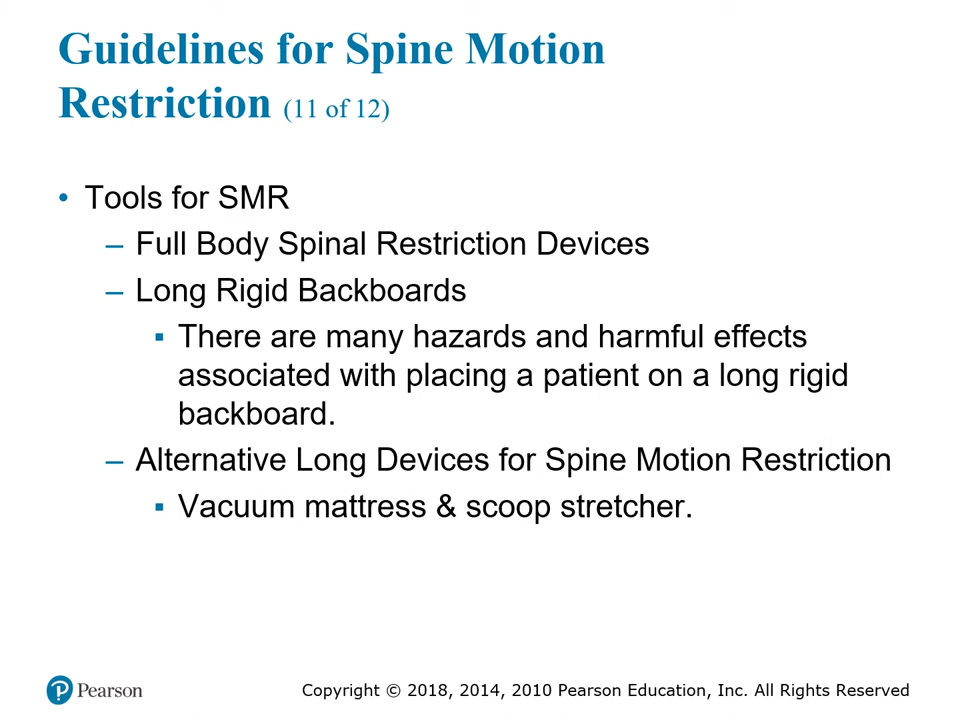 Guidelines for Spine Motion
Restriction (11 of 12)
• Tools for SMR
– Full Body Spinal Restriction Devices
– Long Rigid Backboards
▪ There are many hazards and harmful effects
associated with placing a patient on a long rigid
backboard.
– Alternative Long Devices for Spine Motion Restriction
▪ Vacuum mattress & scoop stretcher.
Pearson
Copyright © 2018, 2014, 2010 Pearson Education, Inc. All Rights Reserved